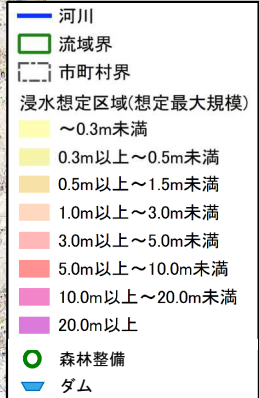 河川
流域界
市町村界
浸水想定区域(想定最大規模)
～0.3m未満
0.3m以上～0.5m未満
0.5m以上～1.5m未満
1.0m以上～3.0m未満
3.0m以上～5.0m未満
5.0m以上～10.0m未満
10.0m以上～20.0m未満
20.0m以上
森林整備
ダム